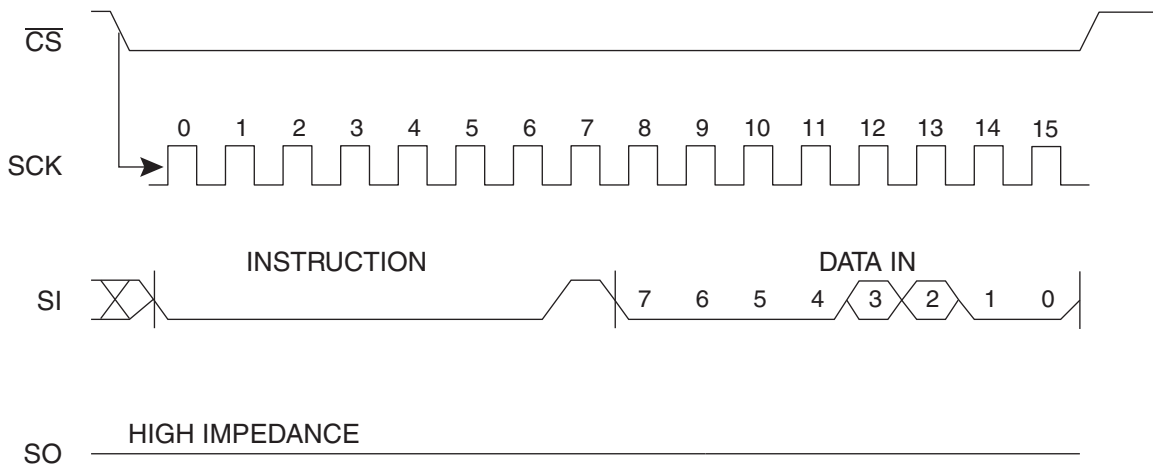 CS
0 1 2 3 4 5 6 7 8 9 10 11 12 13 14 15
SCK
INSTRUCTION DATA IN
SI 7 6 5 4 3 2 1 0
HIGH IMPEDANCE
SO